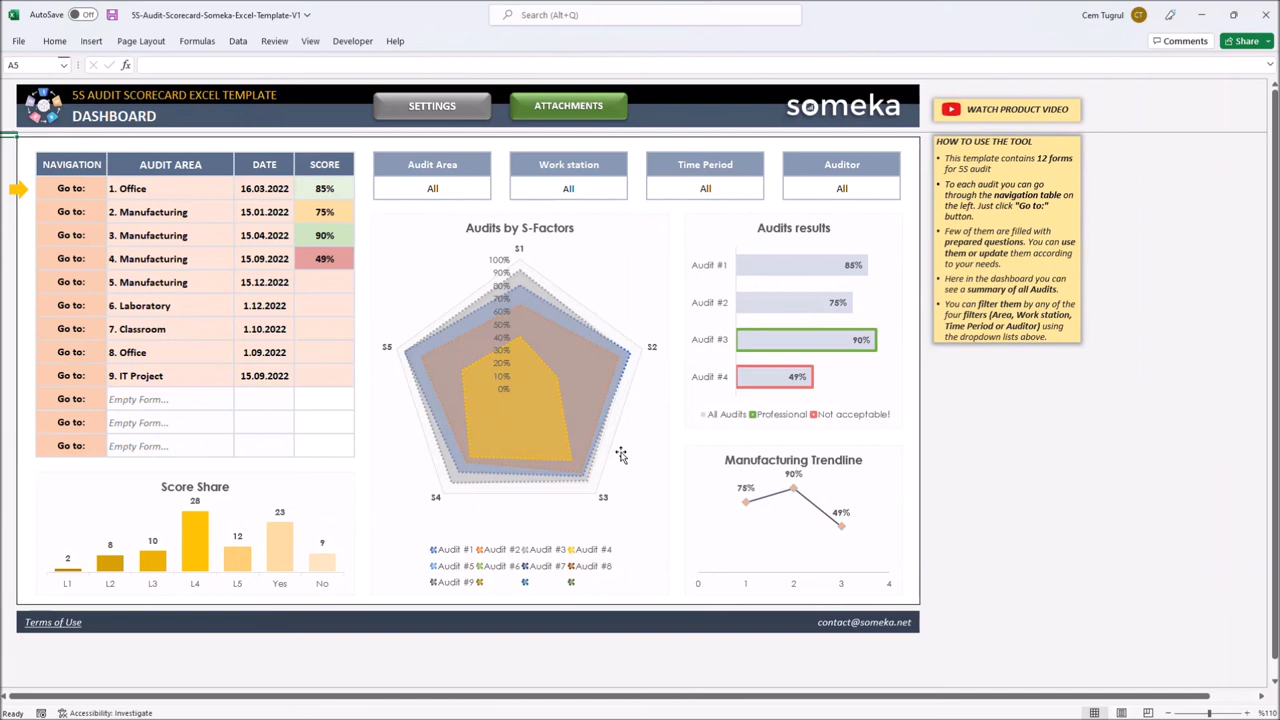 AutoSave Off 5S-Audit-Scorecard-Someka-Excel-Template-V1 Search (Alt+Q) Cem Tugrul CT
File Home Insert Page Layout Formulas Data Review View Developer Help Comments Share
A5 fx
5S AUDIT SCORECARD EXCEL TEMPLATE
DASHBOARD
SETTINGS
ATTACHMENTS
someka
WATCH PRODUCT VIDEO
NAVIGATION AUDIT AREA DATE SCORE
Go to: 1. Office 16.03.2022 85%
Go to: 2. Manufacturing 15.01.2022 75%
Go to: 3. Manufacturing 15.04.2022 90%
Go to: 4. Manufacturing 15.09.2022 49%
Go to: 5. Manufacturing 15.12.2022
Go to: 6. Laboratory 1.12.2022
Go to: 7. Classroom 1.10.2022
Go to: 8. Office 1.09.2022
Go to: 9. IT Project 15.09.2022
Go to: Empty Form...
Go to: Empty Form...
Go to: Empty Form...
Audit Area Work station Time Period Auditor
All All All All
Audits by S-Factors
S1
100%
90%
80%
70%
60%
50%
40%
30%
20%
10%
0%
S5 S2
S4 S3
Audit #1 Audit #2 Audit #3 Audit #4
Audit #5 Audit #6 Audit #7 Audit #8
Audit #9
Audits results
Audit #1 85%
Audit #2 75%
Audit #3 90%
Audit #4 49%
All Audits Professional Not acceptable!
Manufacturing Trendline
75% 90% 49%
0 1 2 3 4
Score Share
2 8 10 28 12 23 9
L1 L2 L3 L4 L5 Yes No
HOW TO USE THE TOOL
This template contains 12 forms
for 5S audit
To each audit you can go
through the navigation table on
the left. Just click "Go to:"
button.
Few of them are filled with
prepared questions. You can use
them or update them according
to your needs.
Here in the dashboard you can
see a summary of all Audits.
You can filter them by any of the
four filters (Area, Work station,
Time Period or Auditor) using
the dropdown lists above.
Terms of Use contact@someka.net
Ready Accessibility: Investigate %110